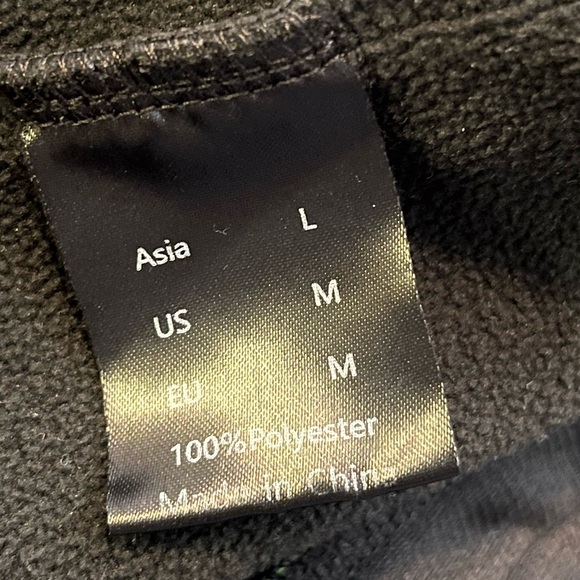 Asia L
US M
EU M
100%Polyester
Made in China